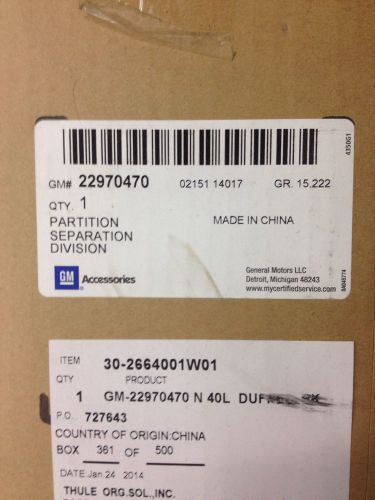 4350G1
GM# 22970470 02151 14017 GR. 15.222
QTY. 1
PARTITION MADE IN CHINA
SEPARATION
DIVISION
GM Accessories
General Motors LLC
Detroit, Michigan 48243
www.mycertifiedservice.com
ITEM 30-2664001W01
QTY PRODUCT
1 GM-22970470 N 40L
P.O. 727643
COUNTRY OF ORIGIN:CHINA
BOX 361 OF 500
DATE:Jan.24 2014
THULE ORG.SOL.,INC.